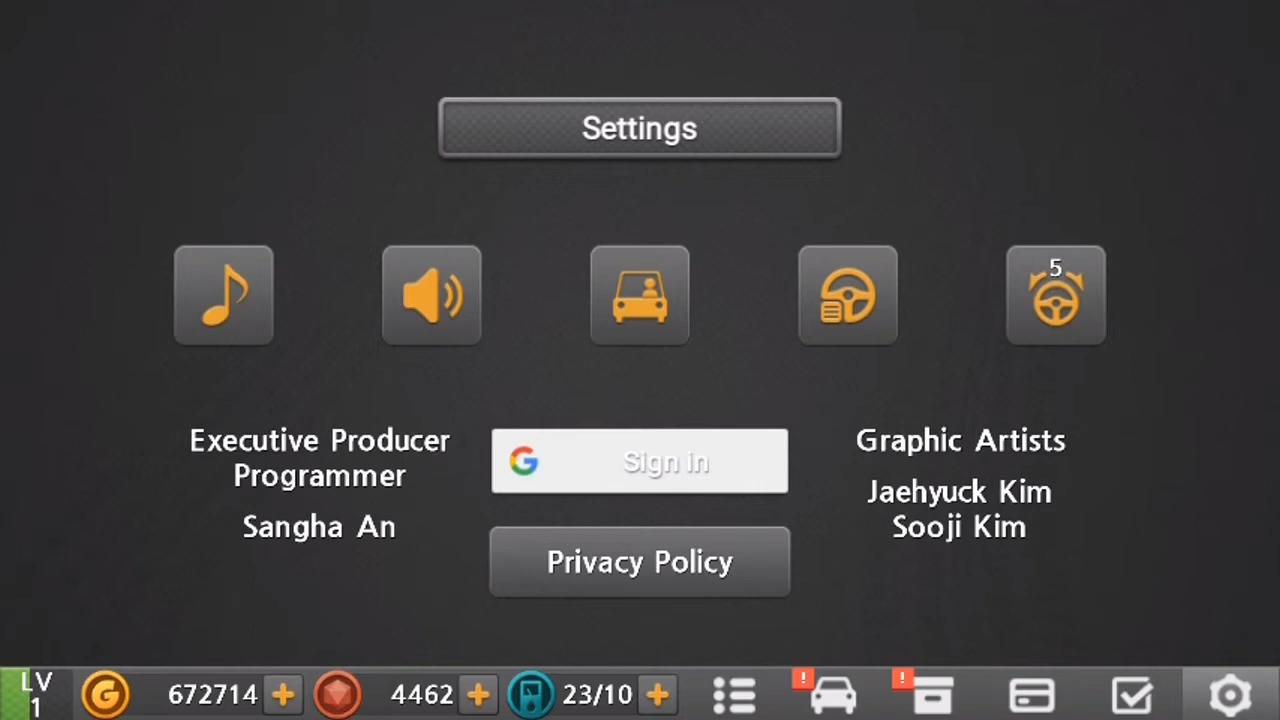 Settings
5
Executive Producer
Programmer
Sangha An
Sign in
Privacy Policy
Graphic Artists
Jaehyuck Kim
Sooji Kim
LV
1
G
672714 +
4462 +
23/10 +
!
!